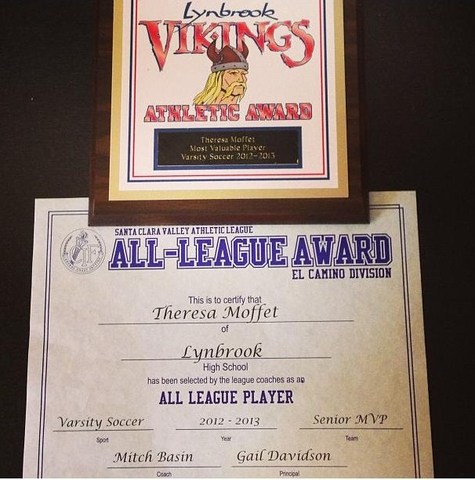 Lynbrook
VIKINGS
ATHLETIC AWARD
Theresa Moffet
Most Valuable Player
Varsity Soccer 2012-2013
SANTA CLARA VALLEY ATHLETIC LEAGUE
ALL-LEAGUE AWARD
EL CAMINO DIVISION
This is to certify that
Theresa Moffet
of
Lynbrook
High School
has been selected by the league coaches as an
ALL LEAGUE PLAYER
Varsity Soccer 2012 - 2013 Senior MVP
Sport Year Team
Mitch Basin Gail Davidson
Coach Principal